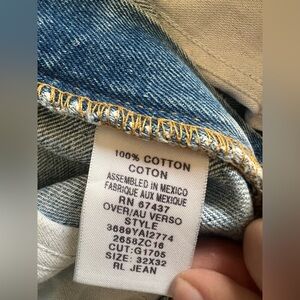 100% COTTON
COTON
ASSEMBLED IN MEXICO
FABRIQUE AUX MEXIQUE
RN 67437
OVER/AU VERSO
STYLE
3689YAI2774
2658ZC16
CUT:G1705
SIZE: 32X32
RL JEAN